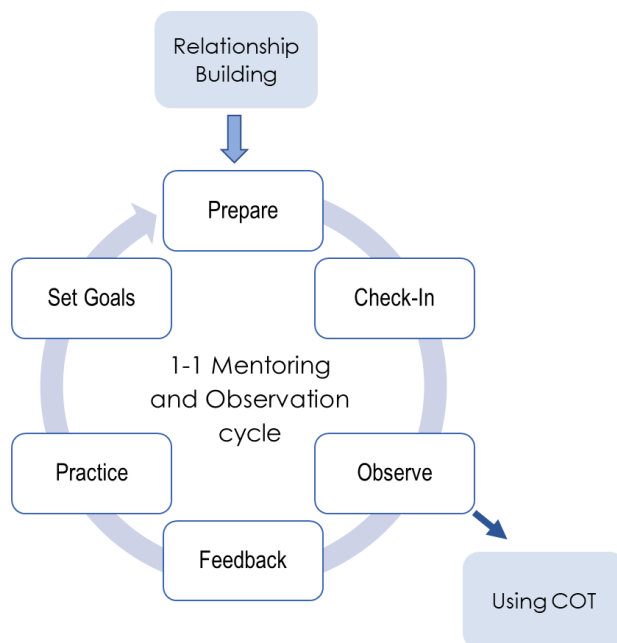 Relationship
Building
Prepare
Check-In
Observe
Using COT
Feedback
Practice
Set Goals
1-1 Mentoring
and Observation
cycle